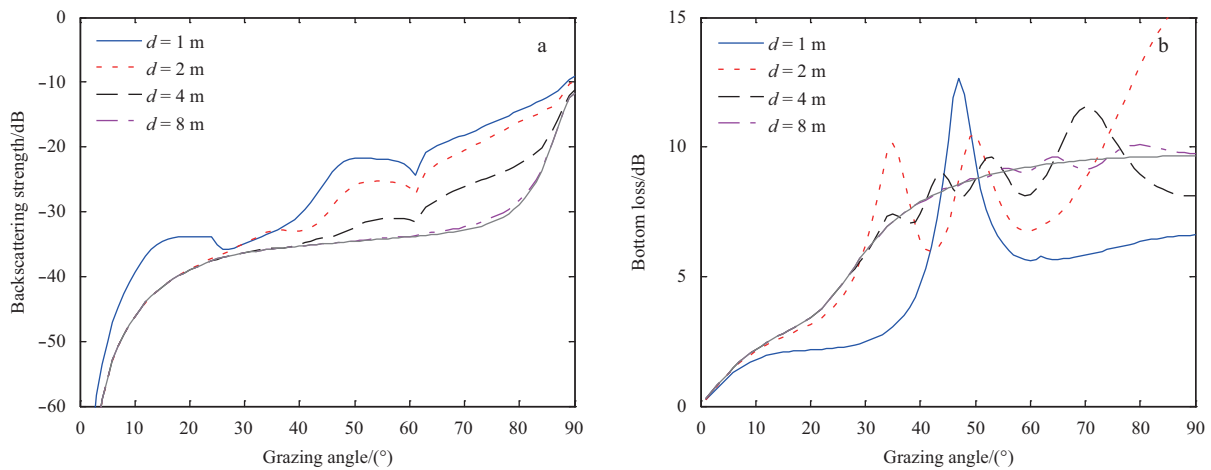 a
d = 1 m
d = 2 m
d = 4 m
d = 8 m
Backscattering strength/dB
0
−10
−20
−30
−40
−50
−60
0 10 20 30 40 50 60 70 80 90
Grazing angle/(°)
b
d = 1 m
d = 2 m
d = 4 m
d = 8 m
Bottom loss/dB
15
10
5
0
0 10 20 30 40 50 60 70 80 90
Grazing angle/(°)